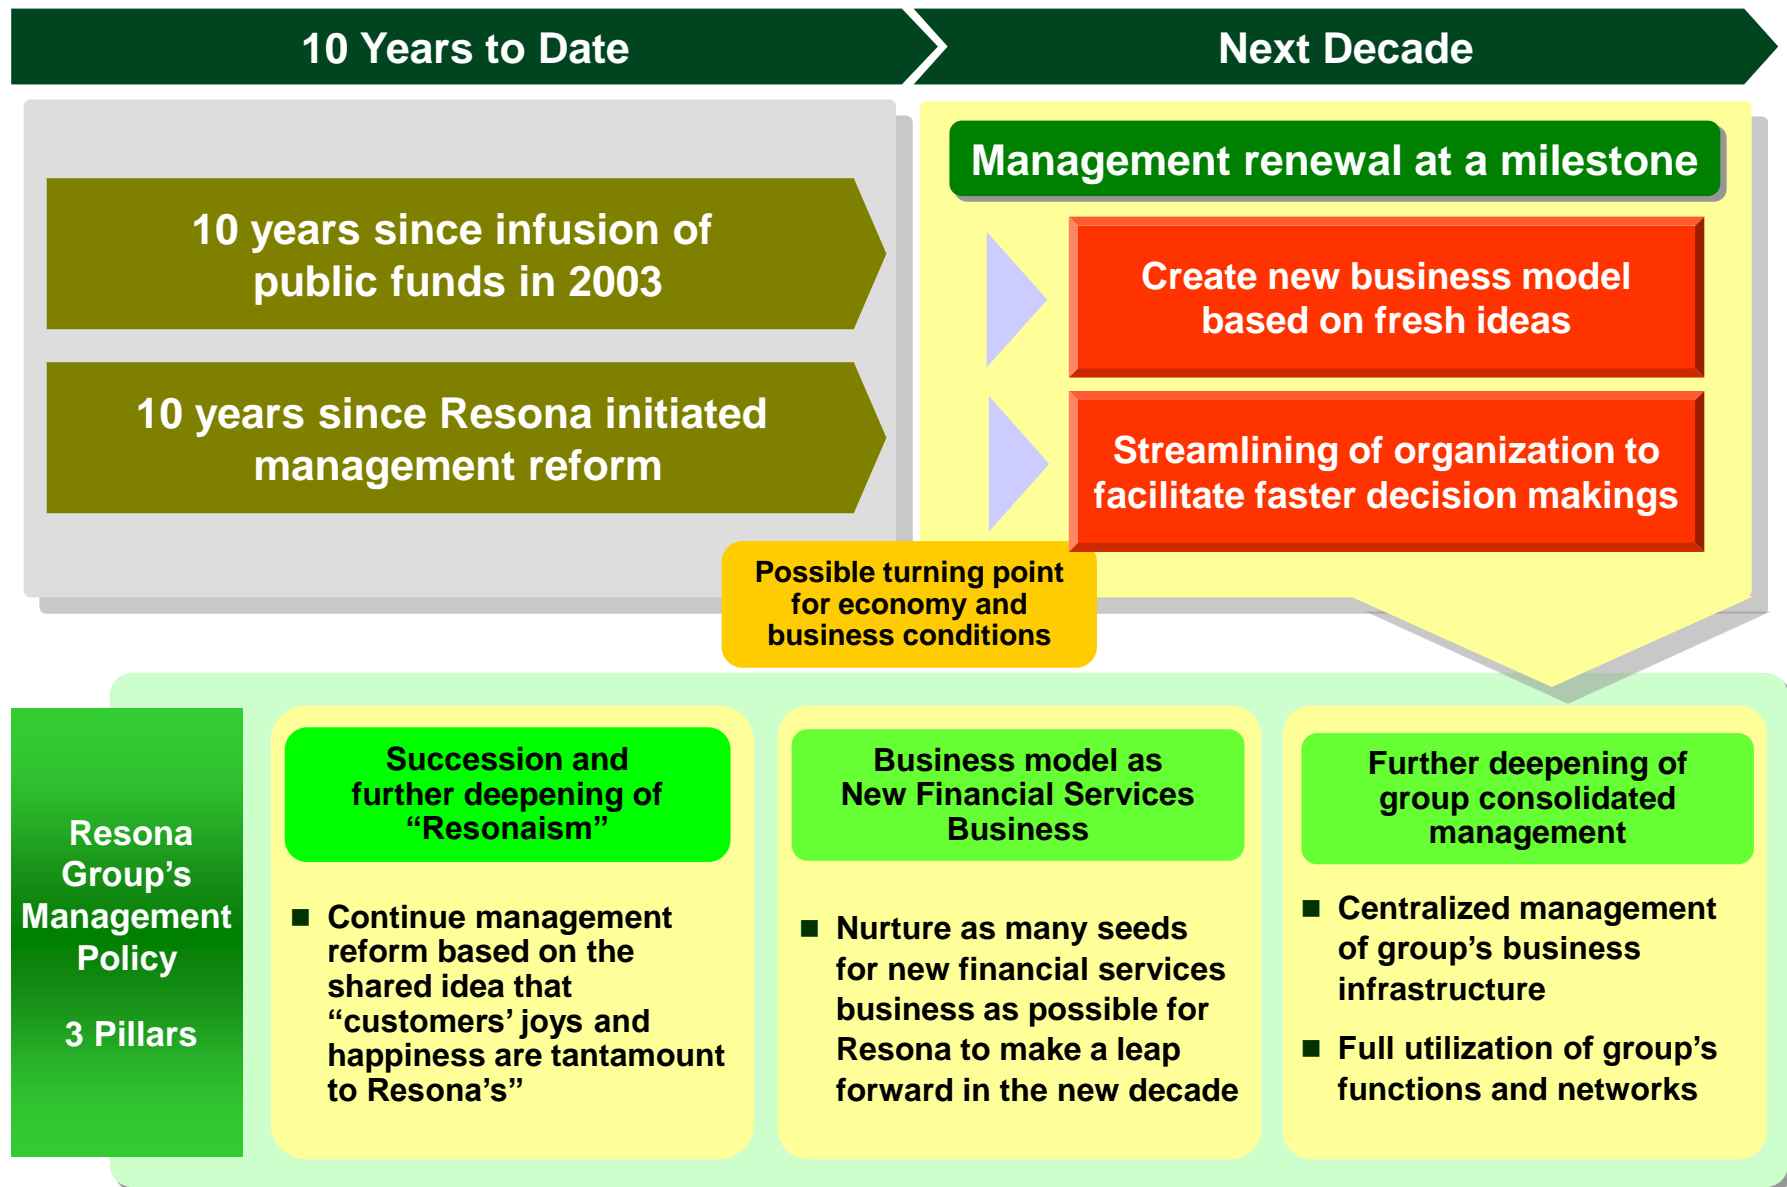 10 Years to Date
Next Decade
10 years since infusion of
public funds in 2003
10 years since Resona initiated
management reform
Management renewal at a milestone
Create new business model
based on fresh ideas
Streamlining of organization to
facilitate faster decision makings
Possible turning point
for economy and
business conditions
Resona
Group’s
Management
Policy
3 Pillars
Succession and
further deepening of
“Resonaism”
■ Continue management
reform based on the
shared idea that
“customers’ joys and
happiness are tantamount
to Resona’s”
Business model as
New Financial Services
Business
■ Nurture as many seeds
for new financial services
business as possible for
Resona to make a leap
forward in the new decade
Further deepening of
group consolidated
management
■ Centralized management
of group’s business
infrastructure
■ Full utilization of group’s
functions and networks